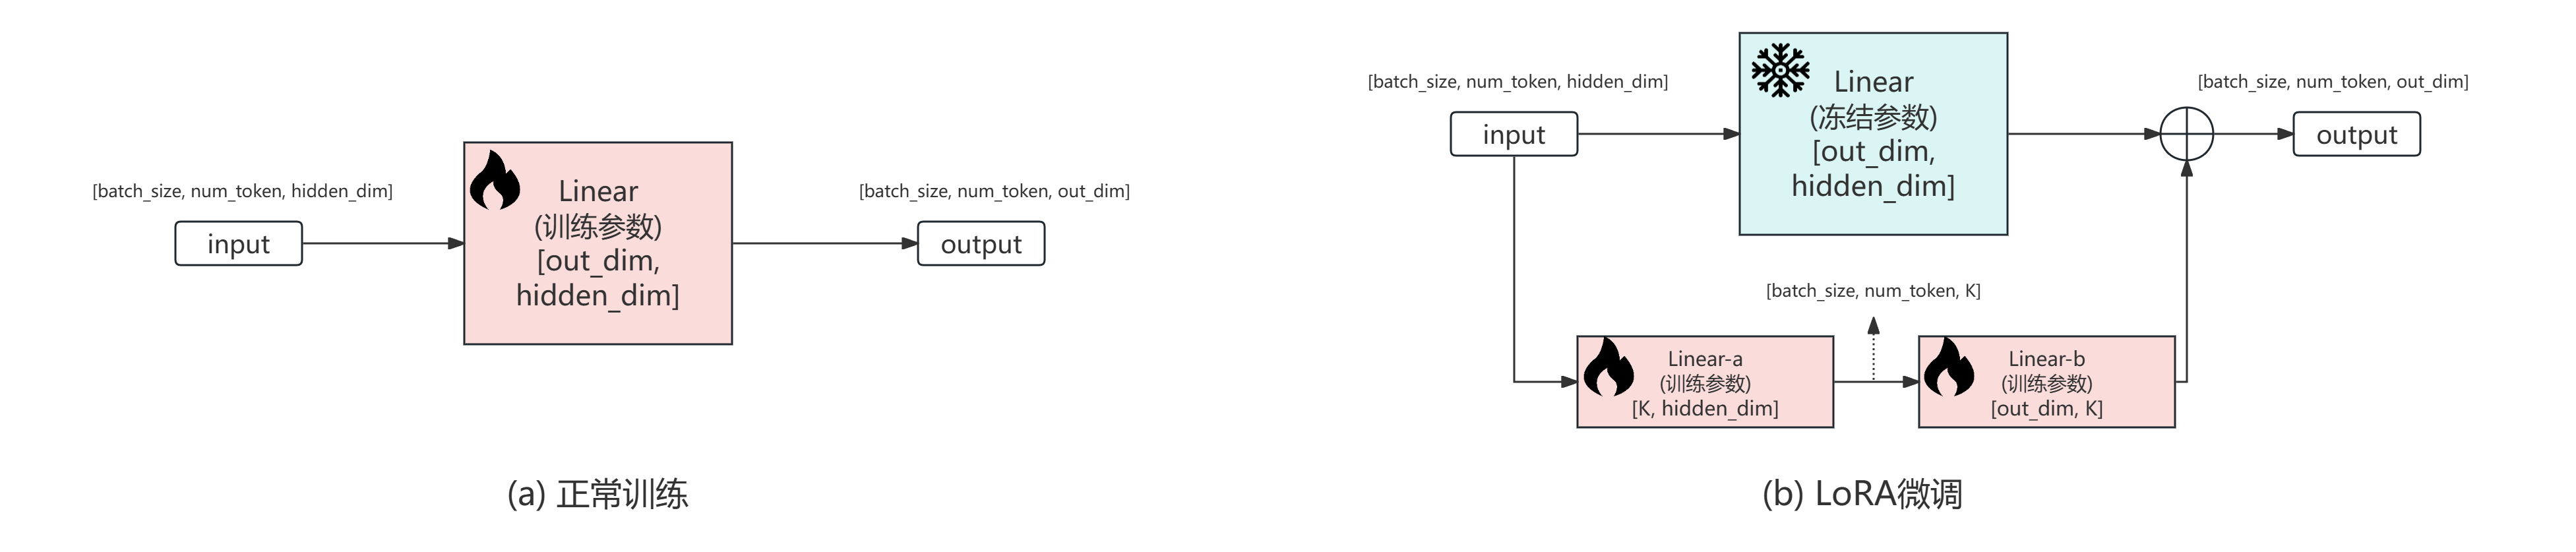 [batch_size, num_token, hidden_dim]
input
Linear
(训练参数)
[out_dim,
hidden_dim]
[batch_size, num_token, out_dim]
output
(a) 正常训练
[batch_size, num_token, hidden_dim]
input
Linear
(冻结参数)
[out_dim,
hidden_dim]
[batch_size, num_token, out_dim]
output
[batch_size, num_token, K]
Linear-a
(训练参数)
[K, hidden_dim]
Linear-b
(训练参数)
[out_dim, K]
(b) LoRA微调